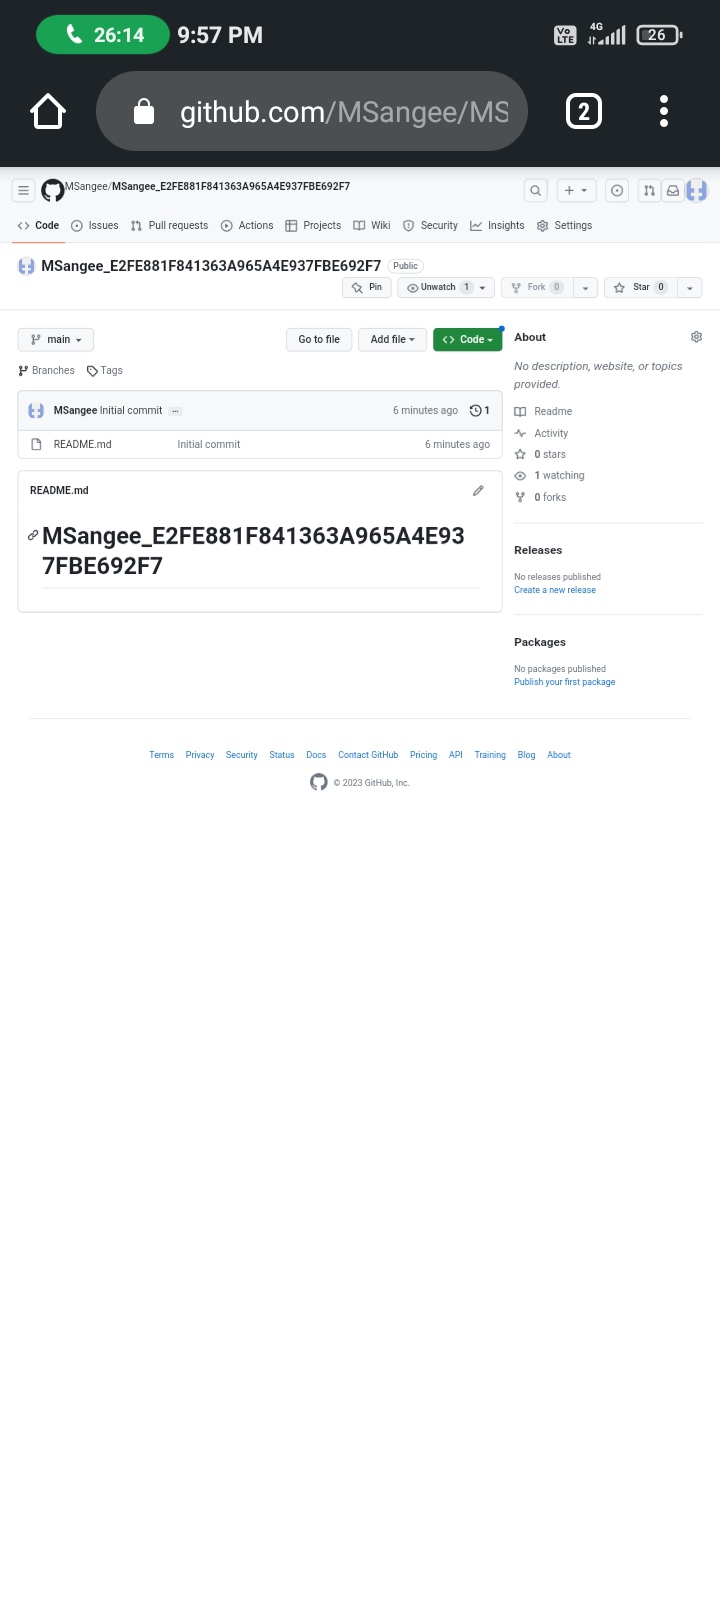 26:14 9:57 PM Vo LTE 4G 26
github.com/MSangee/MS
2
MSangee/MSangee_E2FE881F841363A965A4E937FBE692F7
Code Issues Pull requests Actions Projects Wiki Security Insights Settings
MSangee_E2FE881F841363A965A4E937FBE692F7 Public
Pin Unwatch 1 Fork 0 Star 0
main Go to file Add file Code
Branches Tags
MSangee Initial commit ... 6 minutes ago 1
README.md Initial commit 6 minutes ago
README.md
MSangee_E2FE881F841363A965A4E93
7FBE692F7
About
No description, website, or topics
provided.
Readme
Activity
0 stars
1 watching
0 forks
Releases
No releases published
Create a new release
Packages
No packages published
Publish your first package
Terms Privacy Security Status Docs Contact GitHub Pricing API Training Blog About
© 2023 GitHub, Inc.